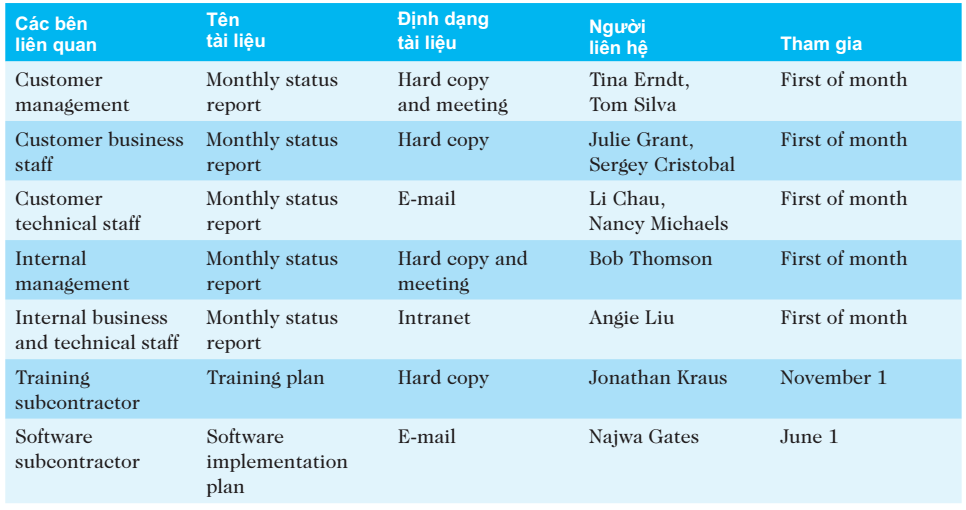 Các bên
liên quan
Tên
tài liệu
Định dạng
tài liệu
Người
liên hệ
Tham gia
Customer
management
Monthly status
report
Hard copy
and meeting
Tina Erndt,
Tom Silva
First of month
Customer business
staff
Monthly status
report
Hard copy
Julie Grant,
Sergey Cristobal
First of month
Customer
technical staff
Monthly status
report
E-mail
Li Chau,
Nancy Michaels
First of month
Internal
management
Monthly status
report
Hard copy and
meeting
Bob Thomson
First of month
Internal business
and technical staff
Monthly status
report
Intranet
Angie Liu
First of month
Training
subcontractor
Training plan
Hard copy
Jonathan Kraus
November 1
Software
subcontractor
Software
implementation
plan
E-mail
Najwa Gates
June 1